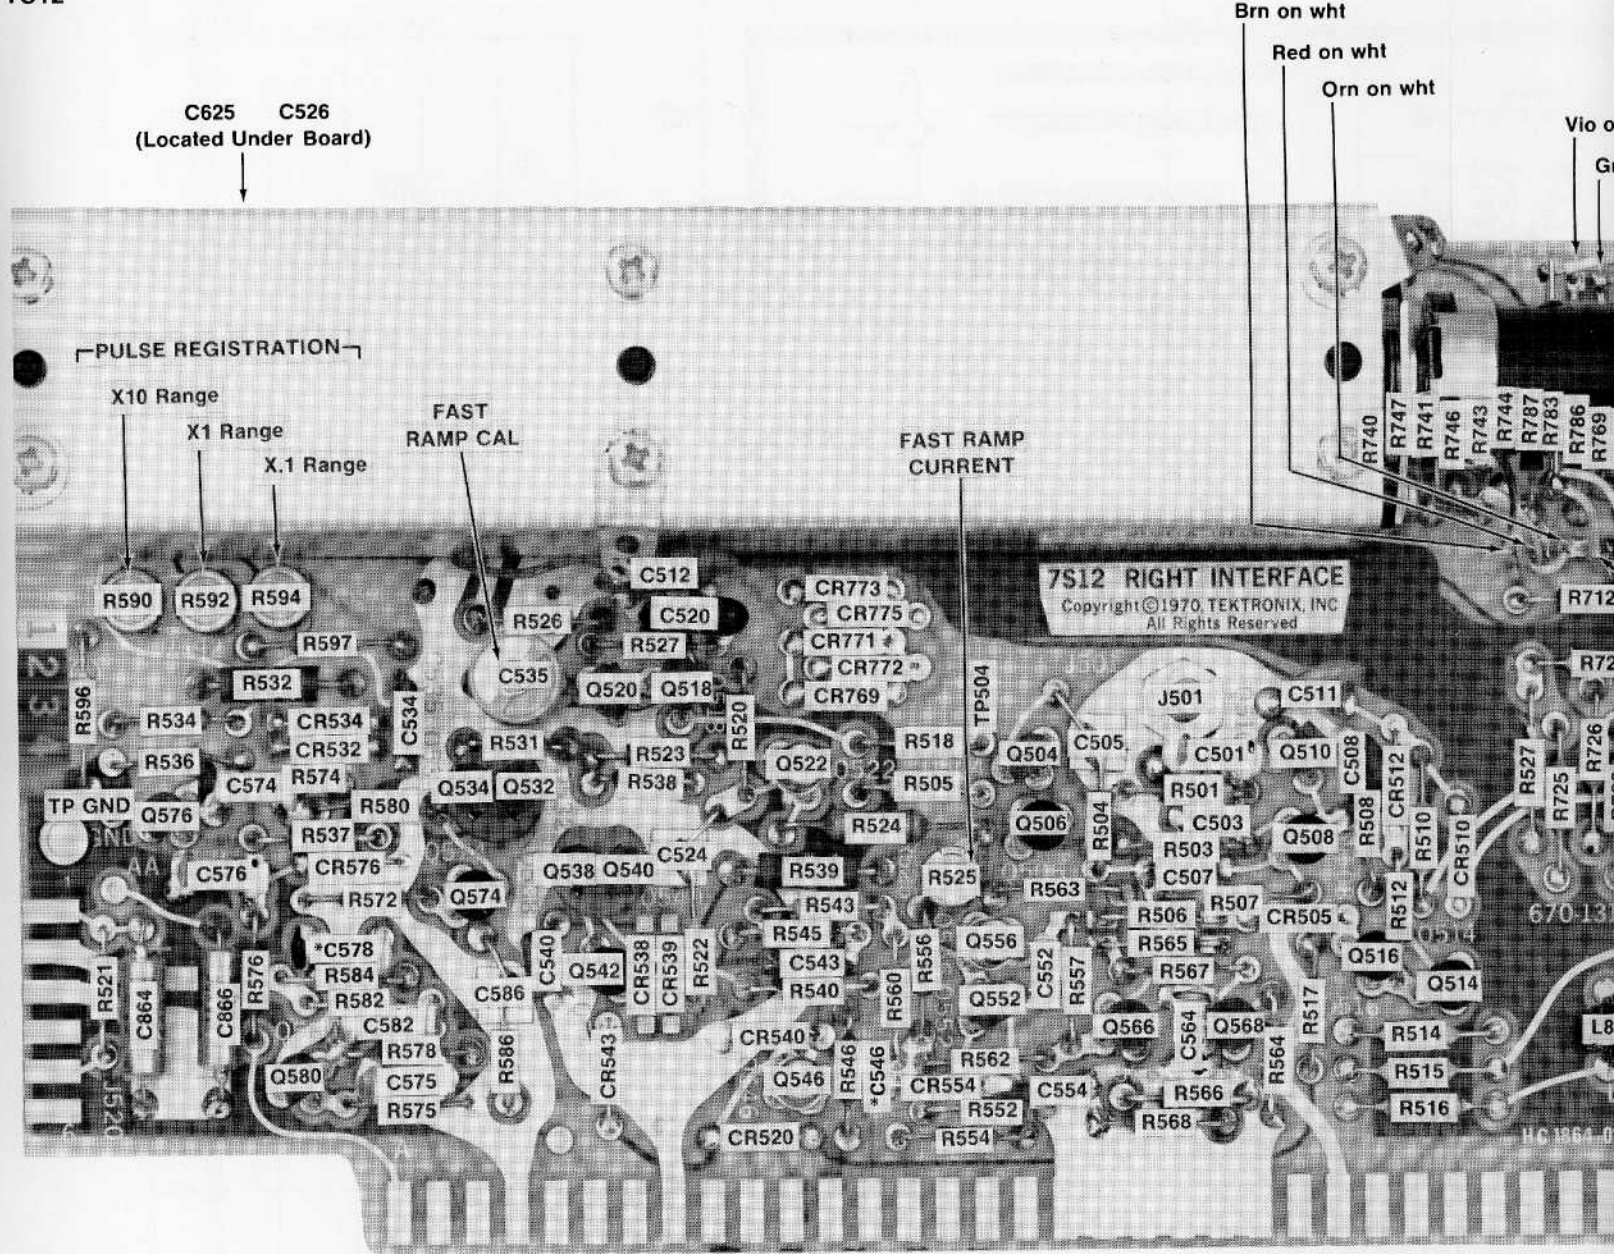 Brn on wht
Red on wht
Orn on wht
Vio o
C625 C526
(Located Under Board)
PULSE REGISTRATION
X10 Range
X1 Range
X.1 Range
FAST
RAMP CAL
FAST RAMP
CURRENT
R740
R747
R741
R746
R743
R744
R787
R783
R786
R769
7S12 RIGHT INTERFACE
Copyright © 1970, TEKTRONIX, INC
All Rights Reserved
R590
R592
R594
C512
CR773
R526
C520
CR775
R712
1
2
3
R597
R527
CR771
R532
C535
Q520
Q518
CR772
CR769
TP504
J501
C511
R72
R596
R534
CR534
C534
R520
R536
CR532
R531
R523
R518
Q504
C505
C501
Q510
C508
CR512
R527
R725
R726
C574
R574
Q534
Q532
R538
Q522
R505
R501
TP GND
Q576
R580
R524
Q506
R504
C503
Q508
R508
R510
CR510
R537
C524
R503
AA
C576
CR576
Q538
Q540
R539
R525
C507
R572
Q574
R543
R563
R506
R507
CR505
R512
670-131
*C578
C540
Q542
CR538
CR539
R522
R545
R556
Q556
R565
Q516
R521
C864
C866
R576
R584
C543
C552
R557
R567
Q514
R582
C586
R540
R560
Q552
R517
C582
CR540
Q566
C564
Q568
R514
L8
R578
R586
CR543
R546
*C546
R562
R564
Q580
C575
Q546
CR554
C554
R566
R515
R575
R552
R568
R516
CR520
R554
A